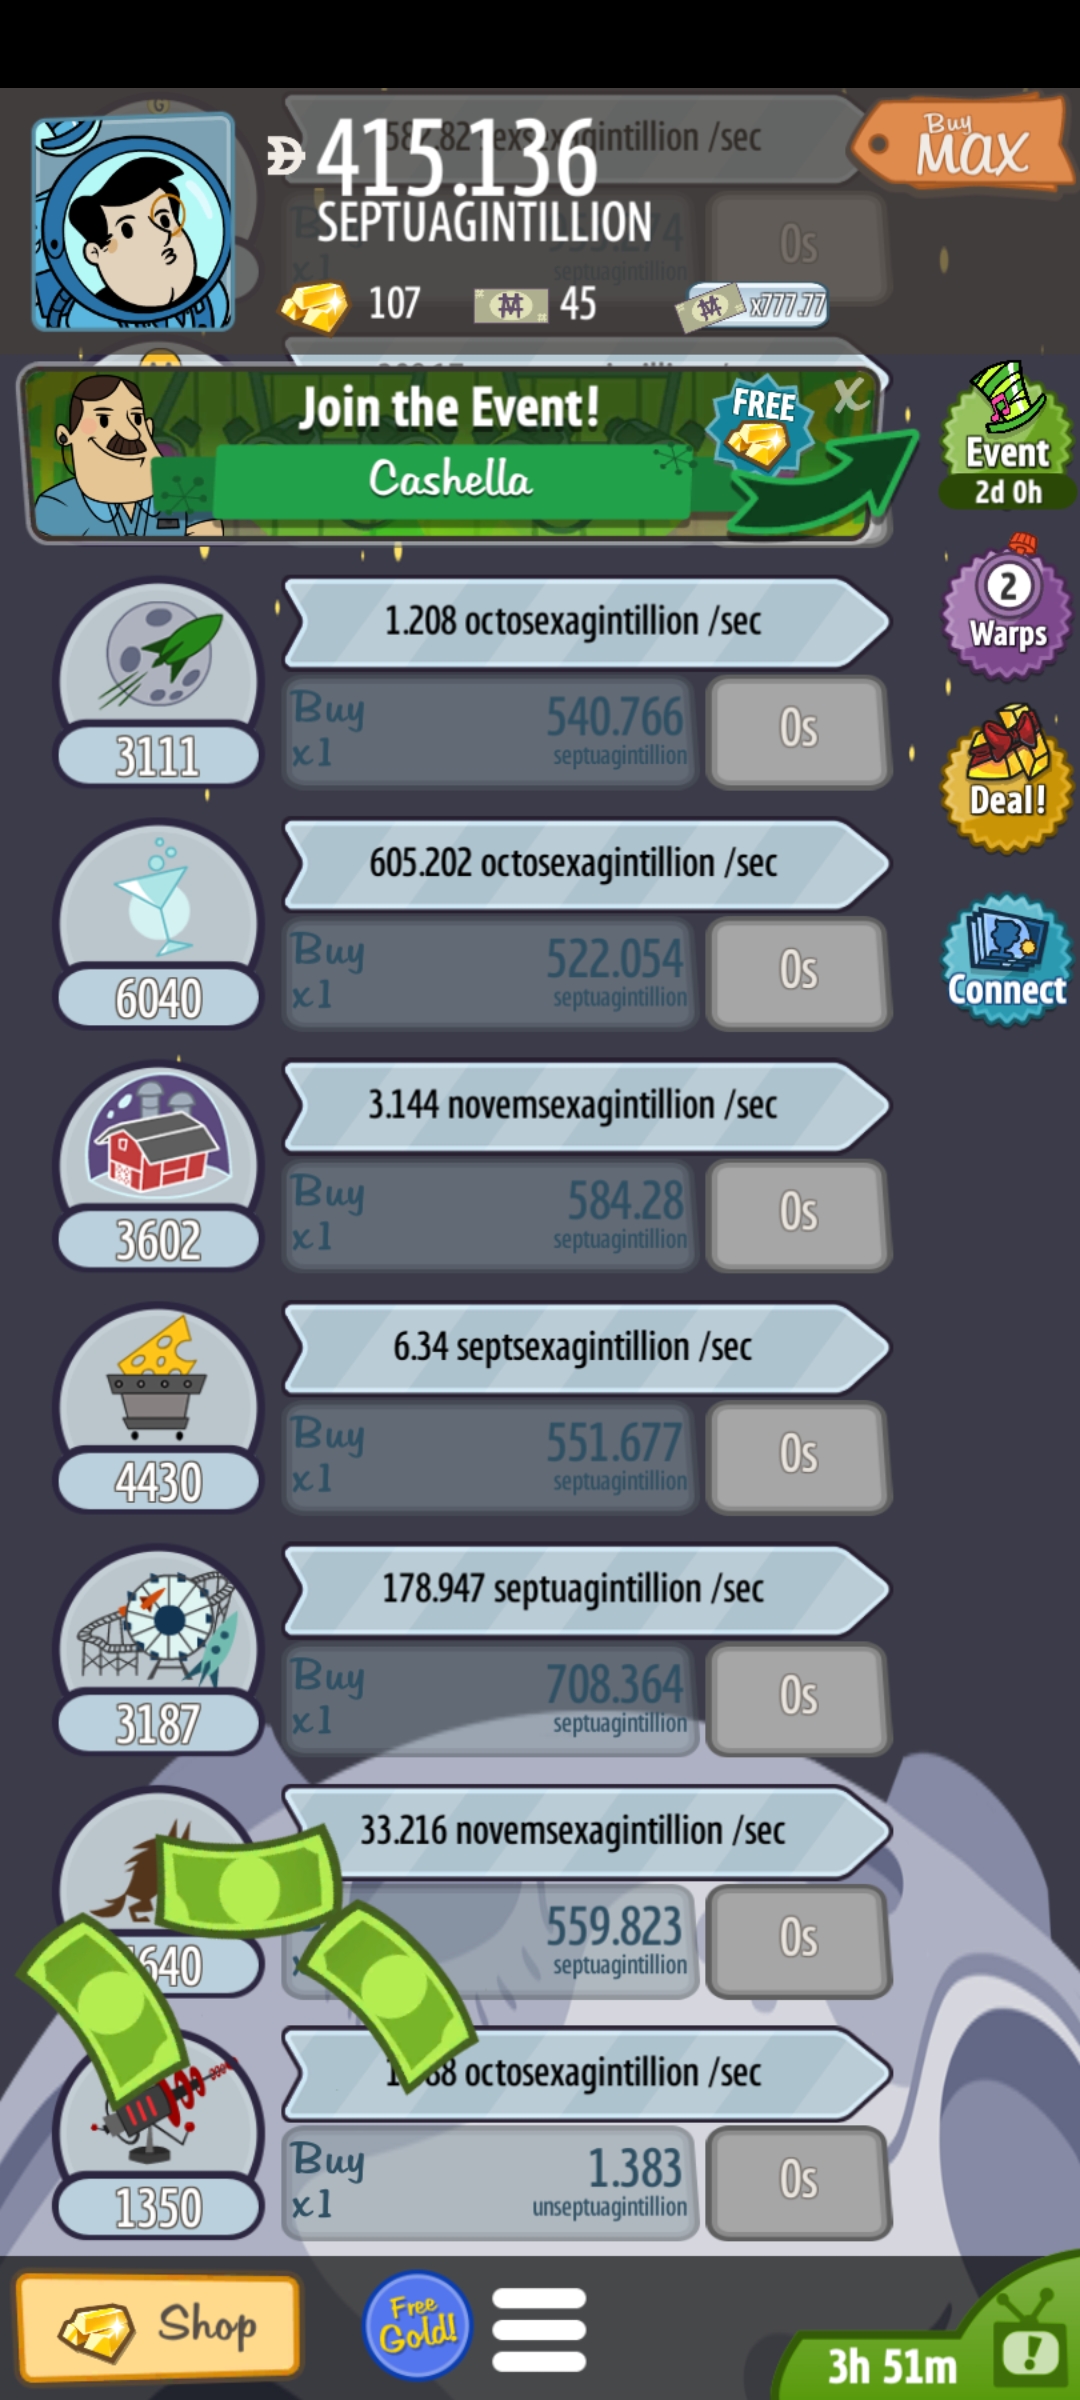 415.136
SEPTUAGINTILLION
Buy
MAX
0s
septuagintillion
107
45
x777.77
Join the Event!
FREE
X
Cashella
Event
2d 0h
1.208 octosexagintillion /sec
2
Warps
Buy
x1
540.766
septuagintillion
0s
3111
Deal!
605.202 octosexagintillion /sec
Buy
x1
522.054
septuagintillion
0s
6040
Connect
3.144 novemsexagintillion /sec
Buy
x1
584.28
septuagintillion
0s
3602
6.34 septsexagintillion /sec
Buy
x1
551.677
septuagintillion
0s
4430
178.947 septuagintillion /sec
Buy
x1
708.364
septuagintillion
0s
3187
33.216 novemsexagintillion /sec
559.823
septuagintillion
0s
octosexagintillion /sec
Buy
x1
1.383
unseptuagintillion
0s
1350
Shop
Free
Gold!
3h 51m
!